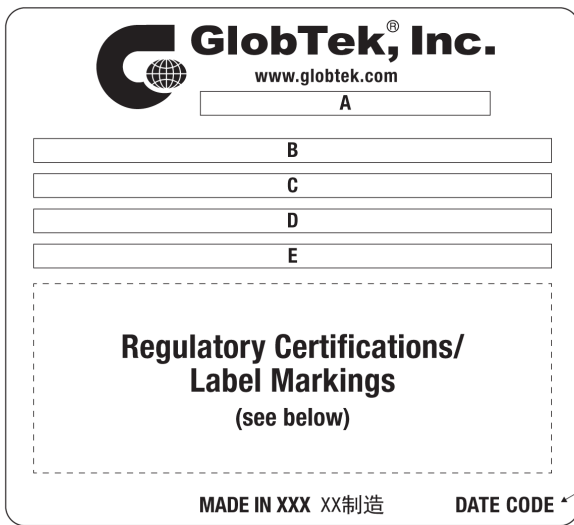 GlobTek®, Inc.
www.globtek.com
A
B
C
D
E
Regulatory Certifications/
Label Markings
(see below)
MADE IN XXX XX制造 DATE CODE